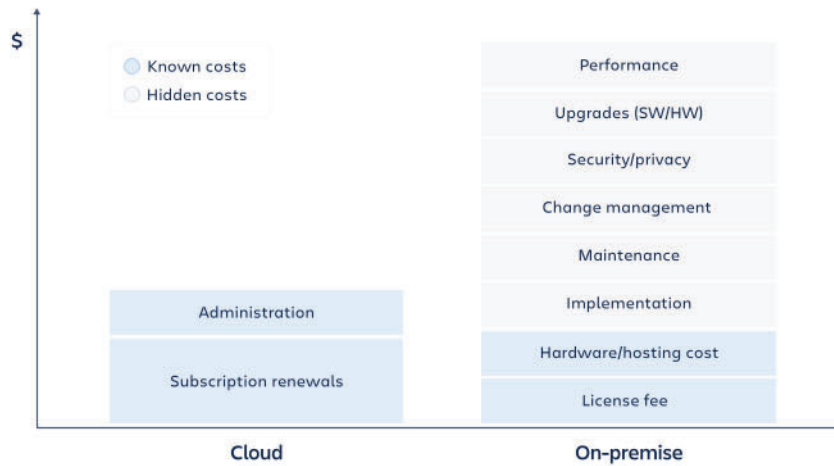 $
Known costs
Hidden costs
Performance
Upgrades (SW/HW)
Security/privacy
Change management
Maintenance
Implementation
Hardware/hosting cost
License fee
Administration
Subscription renewals
Cloud
On-premise